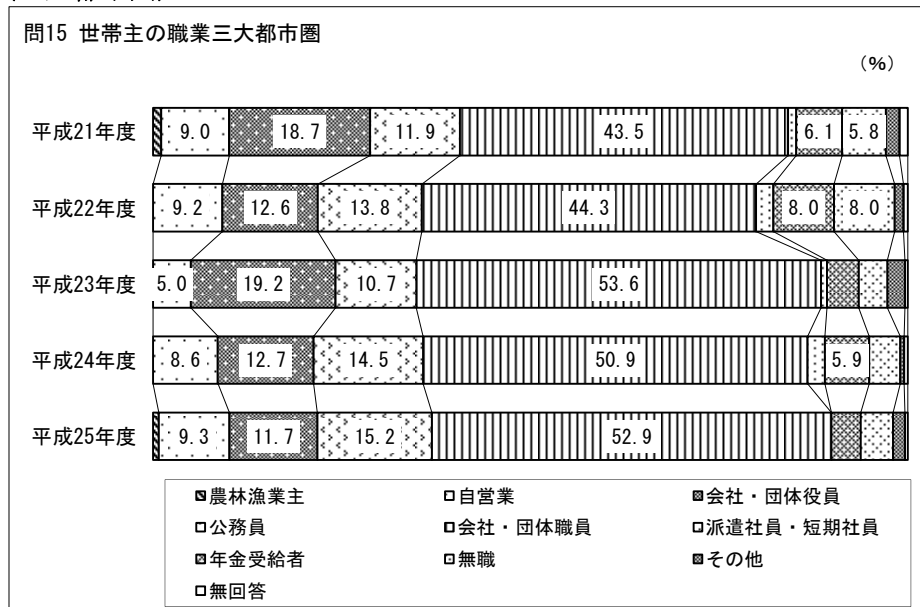 問15 世帯主の職業三大都市圏
(%)
平成21年度 9.0 18.7 11.9 43.5 6.1 5.8
平成22年度 9.2 12.6 13.8 44.3 8.0 8.0
平成23年度 5.0 19.2 10.7 53.6
平成24年度 8.6 12.7 14.5 50.9 5.9
平成25年度 9.3 11.7 15.2 52.9
農林漁業主 自営業 会社・団体役員
公務員 会社・団体職員 派遣社員・短期社員
年金受給者 無職 その他
無回答